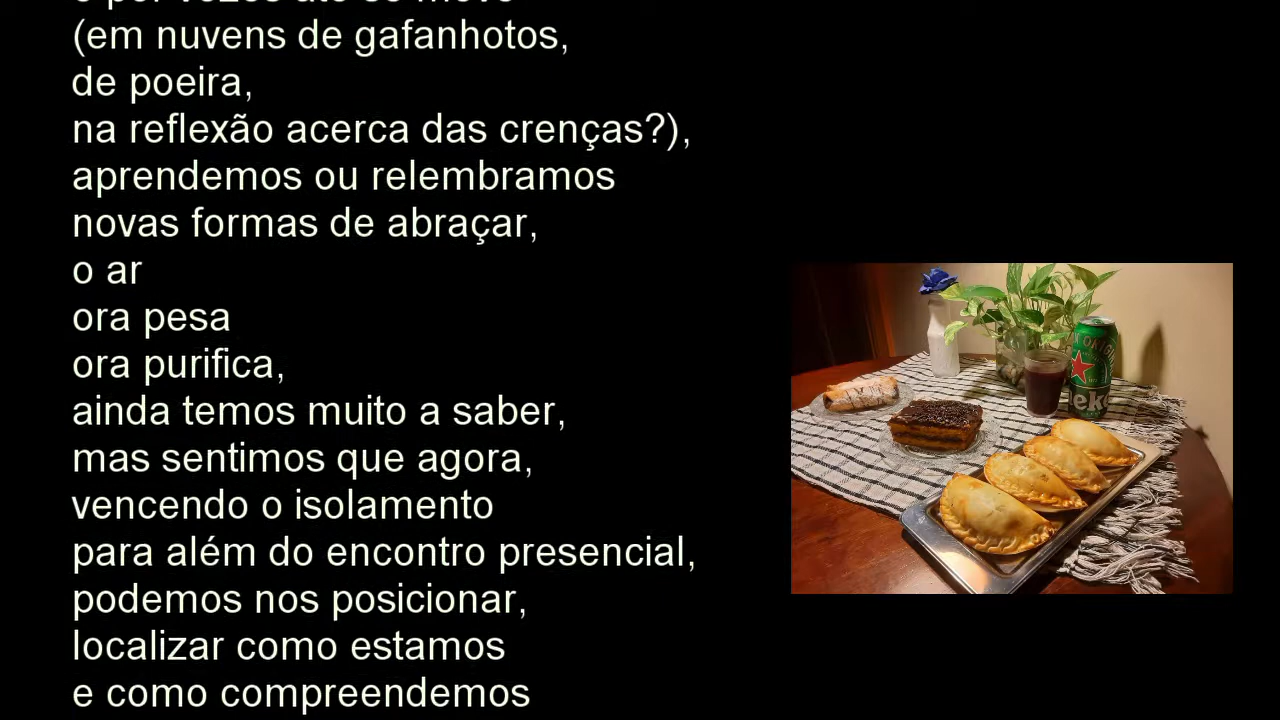 (em nuvens de gafanhotos,
de poeira,
na reflexão acerca das crenças?),
aprendemos ou relembramos
novas formas de abraçar,
o ar
ora pesa
ora purifica,
ainda temos muito a saber,
mas sentimos que agora,
vencendo o isolamento
para além do encontro presencial,
podemos nos posicionar,
localizar como estamos
e como compreendemos